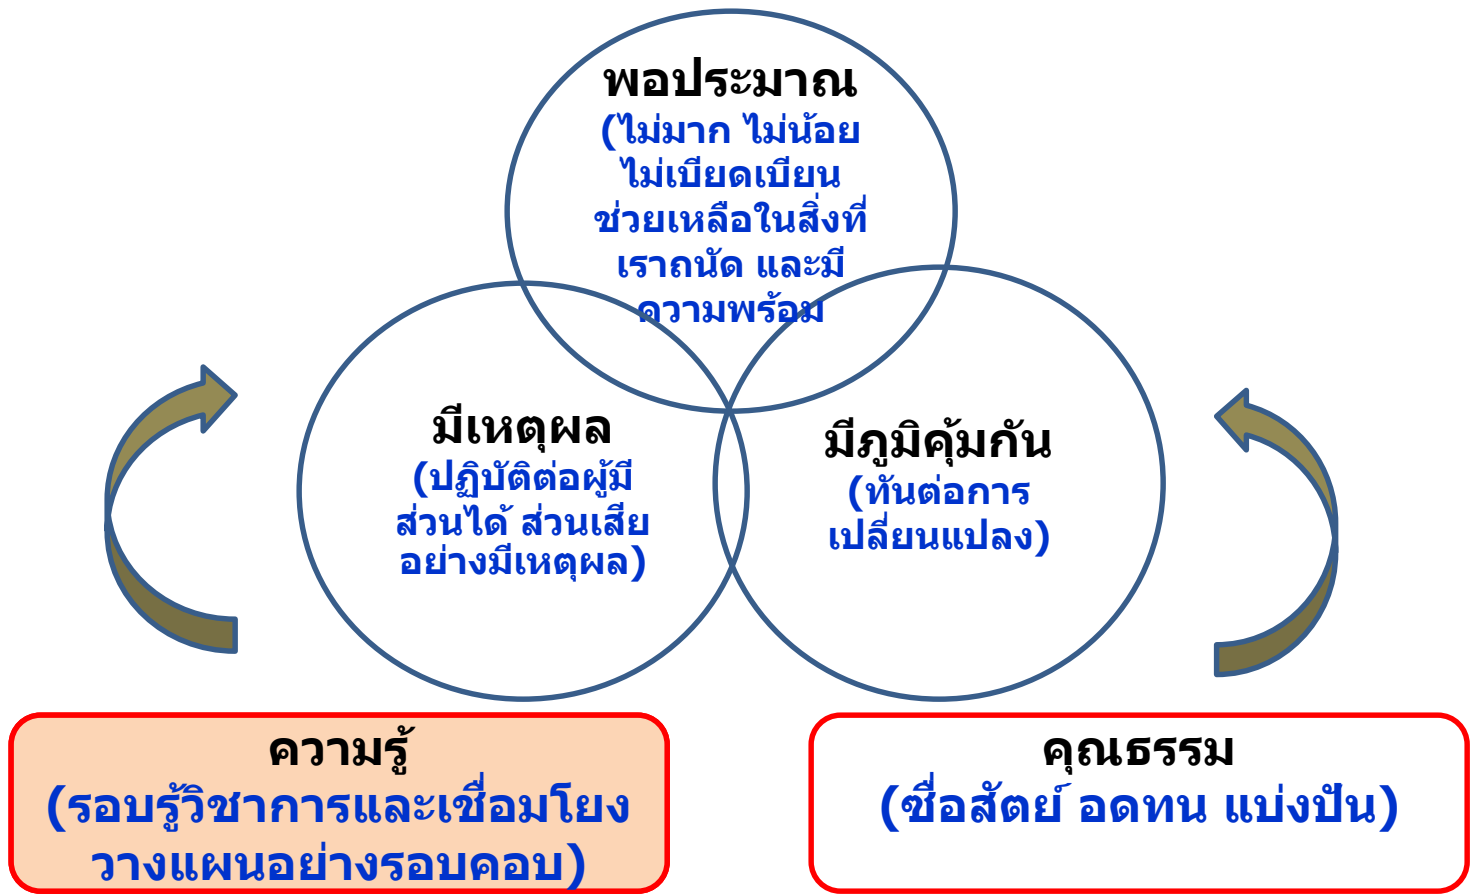 พอประมาณ
(ไม่มาก ไม่น้อย
ไม่เบียดเบียน
ช่วยเหลือในสิ่งที่
เราถนัด และมี
ความพร้อม
มีเหตุผล
(ปฏิบัติต่อผู้มี
ส่วนได้ ส่วนเสีย
อย่างมีเหตุผล)
มีภูมิคุ้มกัน
(ทันต่อการ
เปลี่ยนแปลง)
ความรู้
(รอบรู้วิชาการและเชื่อมโยง
วางแผนอย่างรอบคอบ)
คุณธรรม
(ซื่อสัตย์ อดทน แบ่งปัน)